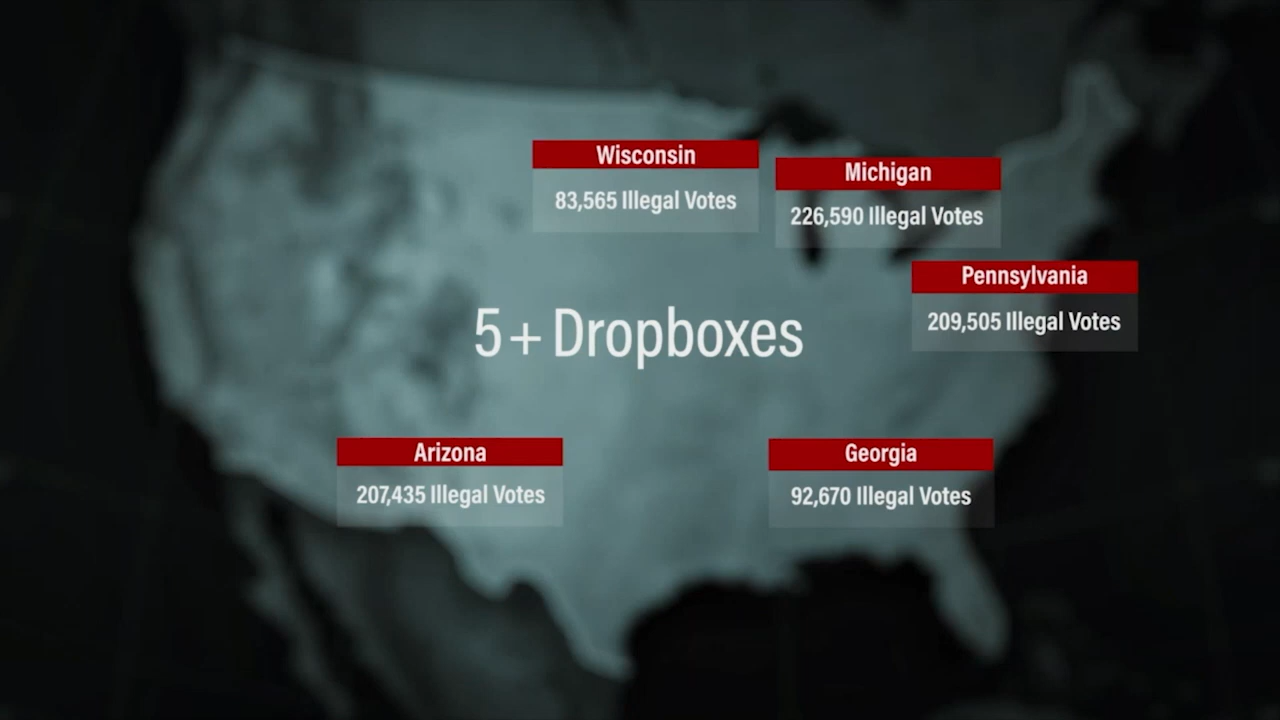 Wisconsin
83,565 Illegal Votes
Michigan
226,590 Illegal Votes
Pennsylvania
209,505 Illegal Votes
5+ Dropboxes
Arizona
207,435 Illegal Votes
Georgia
92,670 Illegal Votes